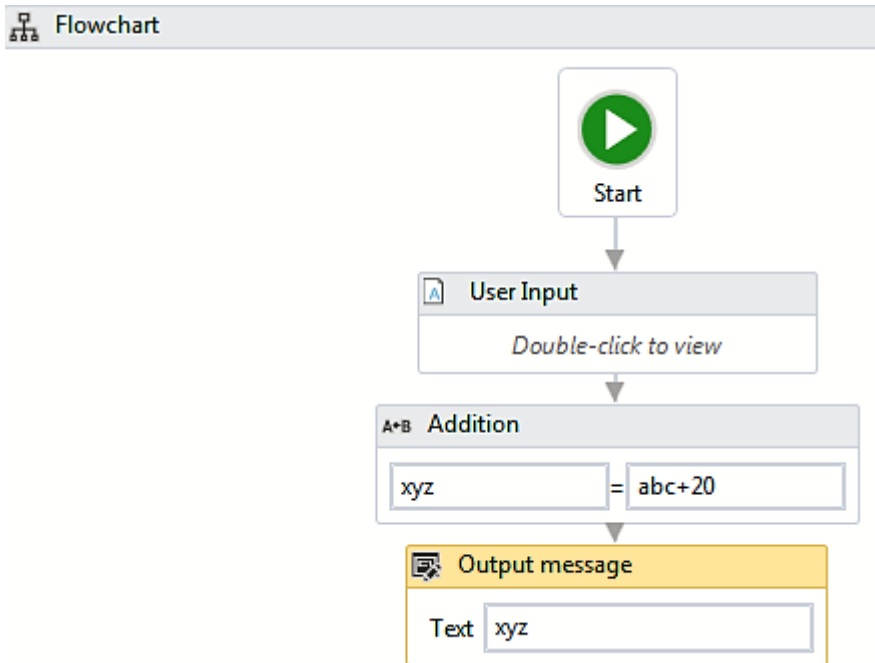 Flowchart
Start
A User Input
Double-click to view
A+B Addition
xyz = abc+20
Output message
Text xyz